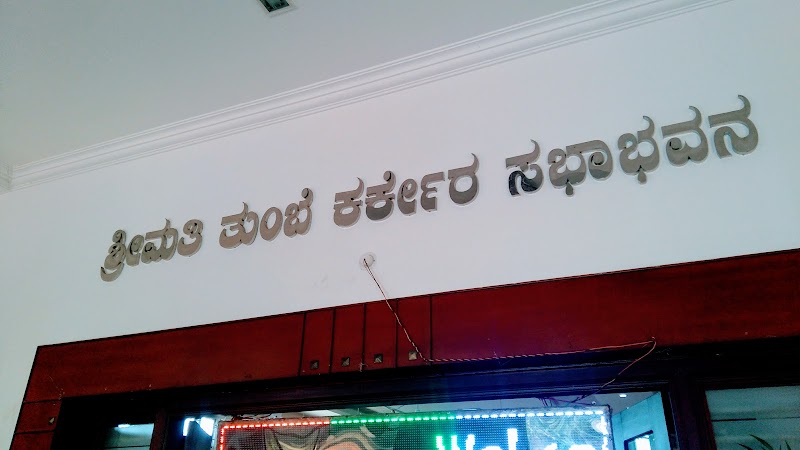 ಶ್ರೀಮತಿ ತುಂಬೆ ಕರ್ಕೇರ ಸಭಾಭವನ